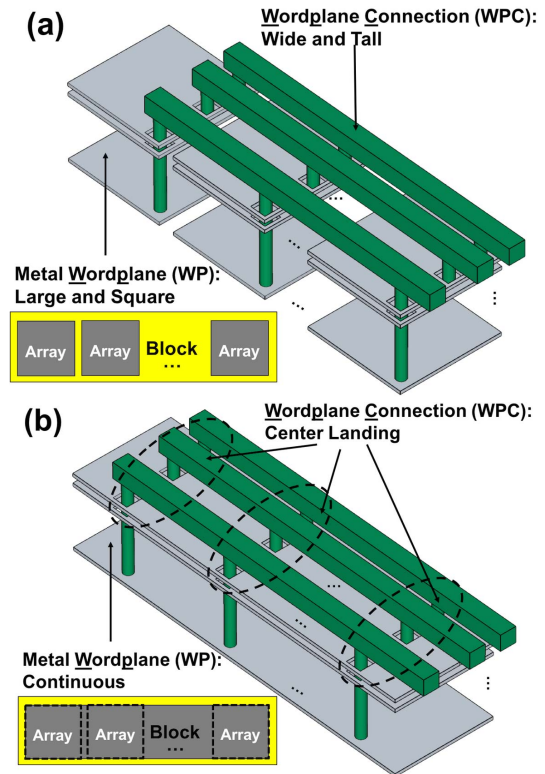 (a)
Wordplane Connection (WPC):
Wide and Tall
...
...
...
...
Metal Wordplane (WP):
Large and Square
Array Array Block Array
...
(b)
Wordplane Connection (WPC):
Center Landing
...
...
...
...
Metal Wordplane (WP):
Continuous
Array Array Block Array
...